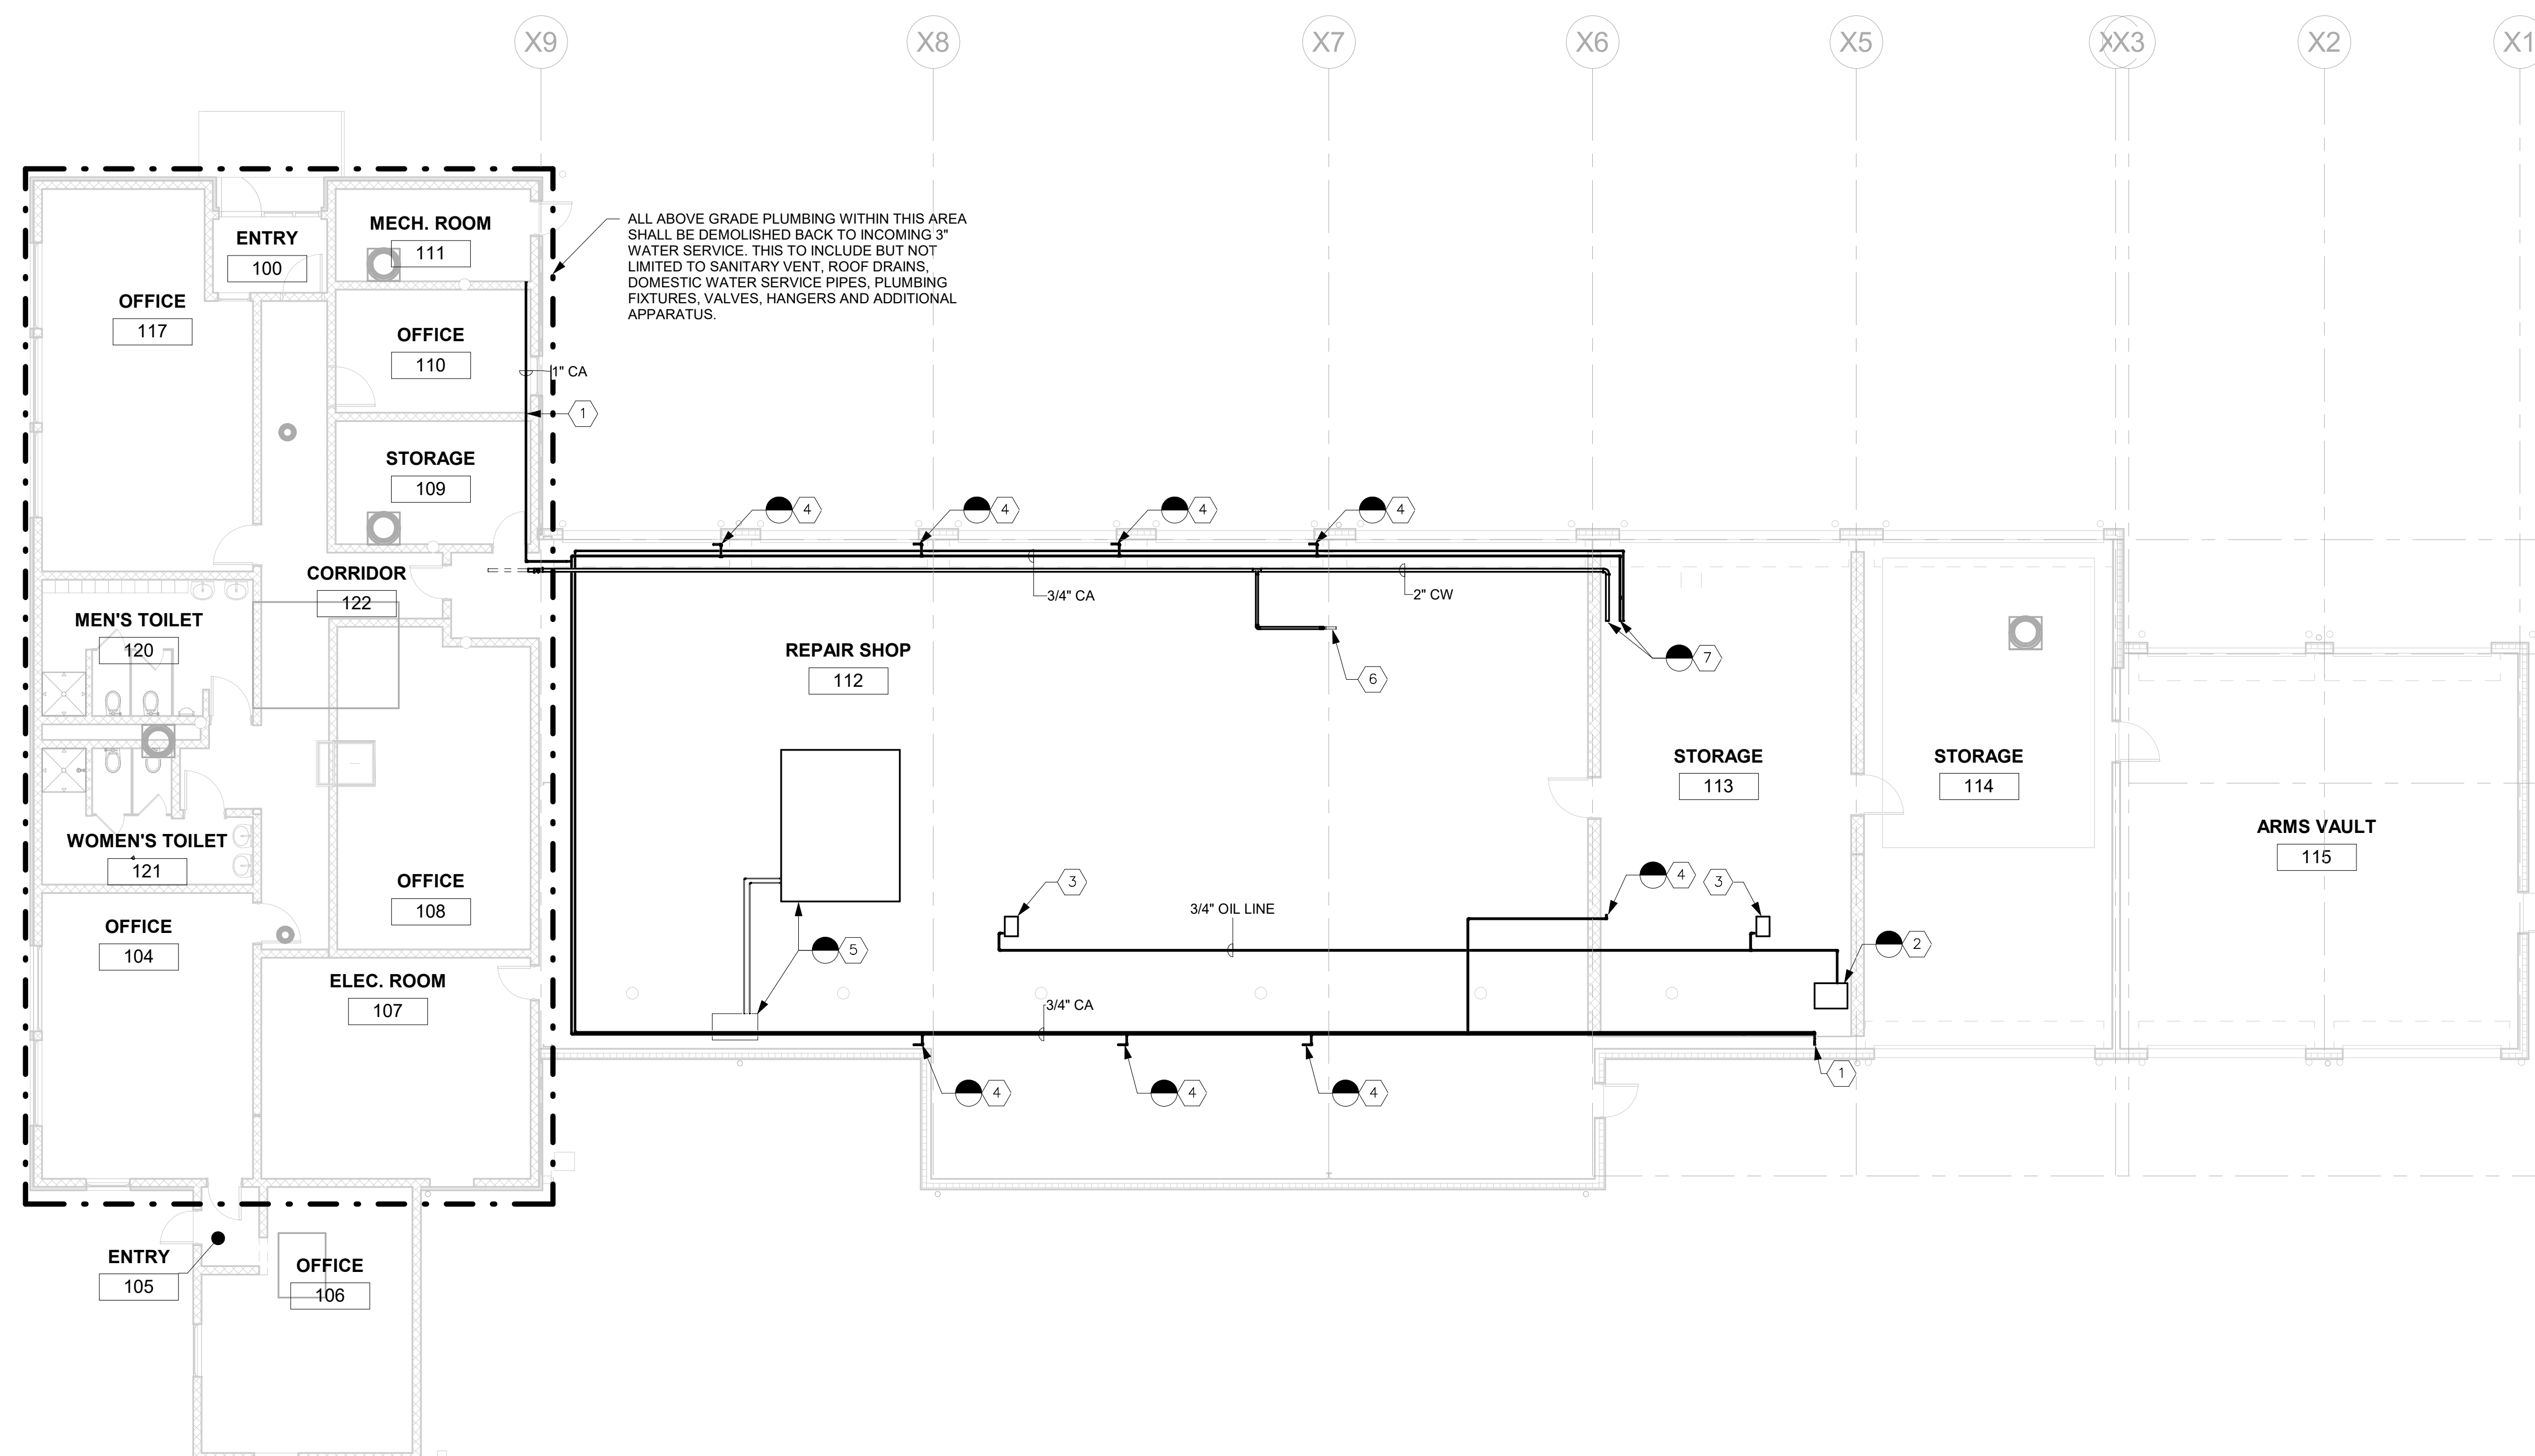 X9
X8
X7
X6
X5
X3
X2
X1
ALL ABOVE GRADE PLUMBING WITHIN THIS AREA
SHALL BE DEMOLISHED BACK TO INCOMING 3"
WATER SERVICE. THIS TO INCLUDE BUT NOT
LIMITED TO SANITARY VENT, ROOF DRAINS,
DOMESTIC WATER SERVICE PIPES, PLUMBING
FIXTURES, VALVES, HANGERS AND ADDITIONAL
APPARATUS.
MECH. ROOM
111
ENTRY
100
OFFICE
117
OFFICE
110
1" CA
1
STORAGE
109
4
4
4
4
CORRIDOR
122
3/4" CA
2" CW
MEN'S TOILET
120
REPAIR SHOP
112
7
6
STORAGE
113
STORAGE
114
ARMS VAULT
115
WOMEN'S TOILET
121
OFFICE
108
3
4
3
3/4" OIL LINE
OFFICE
104
5
2
ELEC. ROOM
107
3/4" CA
4
4
4
1
ENTRY
105
OFFICE
106